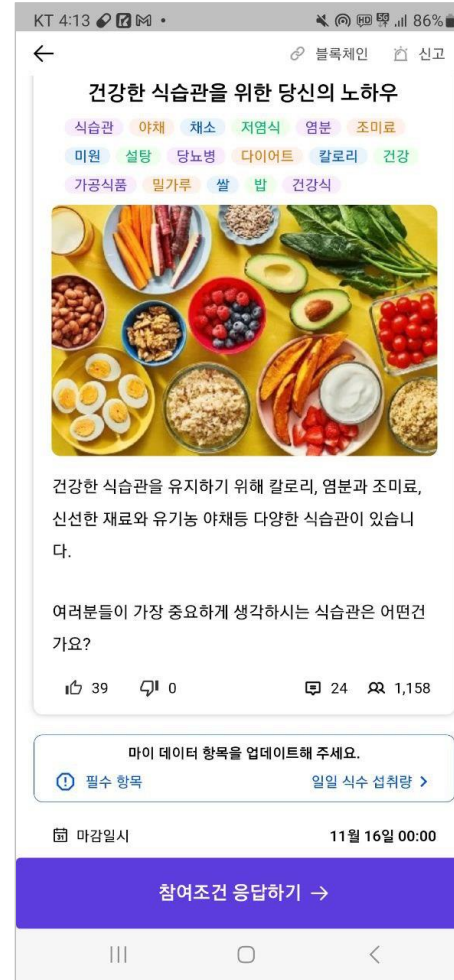 KT 4:13
86%
블록체인 신고
건강한 식습관을 위한 당신의 노하우
식습관 야채 채소 저염식 염분 조미료
미원 설탕 당뇨병 다이어트 칼로리 건강
가공식품 밀가루 쌀 밥 건강식
건강한 식습관을 유지하기 위해 칼로리, 염분과 조미료,
신선한 재료와 유기농 야채등 다양한 식습관이 있습니
다.
여러분들이 가장 중요하게 생각하시는 식습관은 어떤건
가요?
39 0 24 1,158
마이 데이터 항목을 업데이트해 주세요.
필수 항목 일일 식수 섭취량
마감일시 11월 16일 00:00
참여조건 응답하기 →